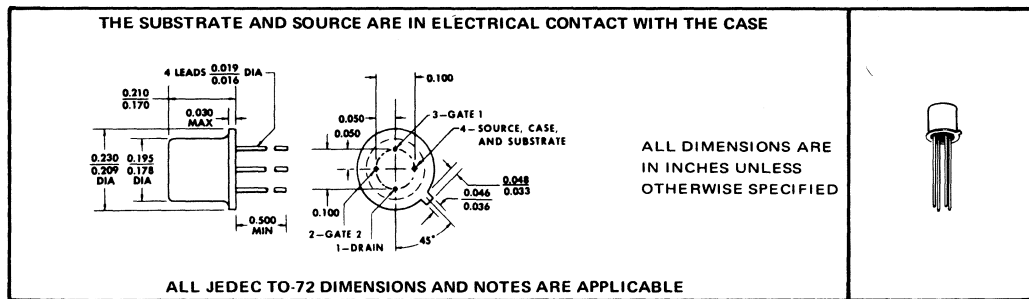 THE SUBSTRATE AND SOURCE ARE IN ELECTRICAL CONTACT WITH THE CASE
4 LEADS 0.019 DIA
0.016
0.210
0.170
0.030
MAX
0.230
0.209
DIA
0.195
0.178
DIA
0.500
MIN
0.100
0.050
0.050
3-GATE 1
4- SOURCE, CASE,
AND SUBSTRATE
0.048
0.033
0.046
0.036
0.100
2-GATE 2
1-DRAIN
45°
ALL DIMENSIONS ARE
IN INCHES UNLESS
OTHERWISE SPECIFIED
ALL JEDEC TO-72 DIMENSIONS AND NOTES ARE APPLICABLE